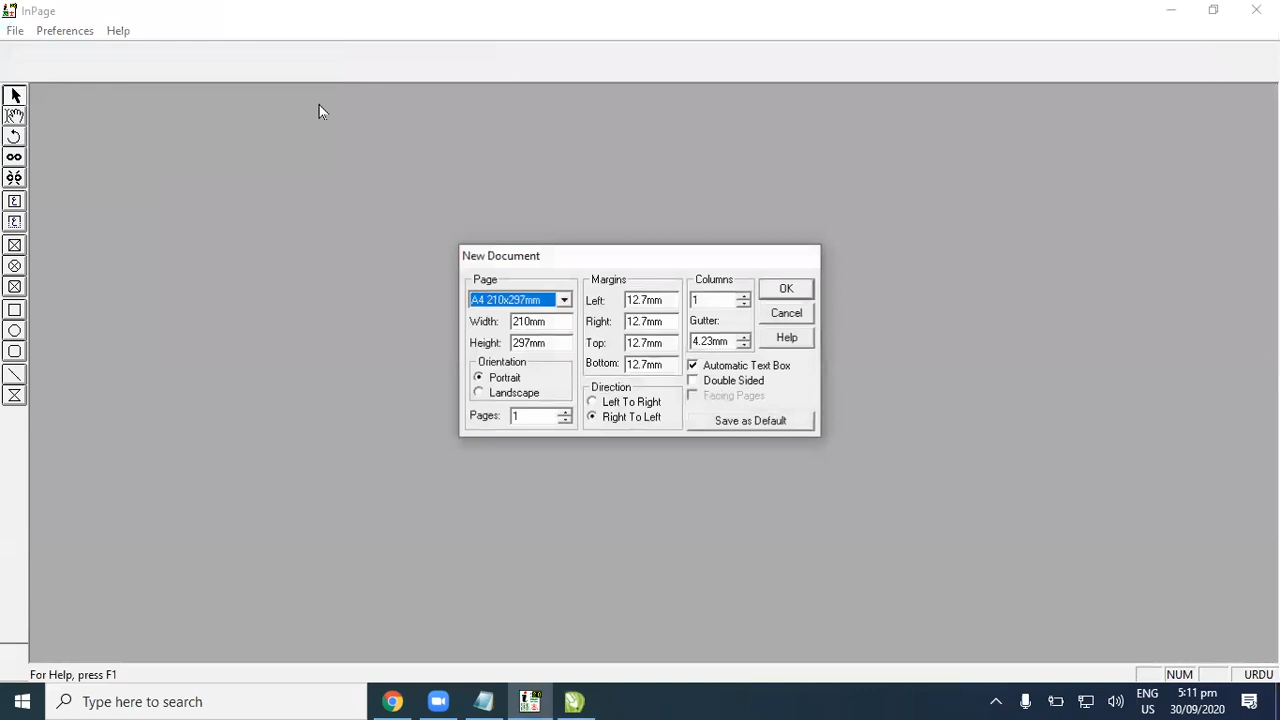 InPage
File Preferences Help
New Document
Page
A4 210x297mm
Width: 210mm
Height: 297mm
Orientation
Portrait
Landscape
Pages: 1
Margins
Left: 12.7mm
Right: 12.7mm
Top: 12.7mm
Bottom: 12.7mm
Direction
Left To Right
Right To Left
Columns
1
Gutter:
4.23mm
OK
Cancel
Help
Automatic Text Box
Double Sided
Facing Pages
Save as Default
For Help, press F1
NUM
URDU
Type here to search
ENG
US
5:11 pm
30/09/2020